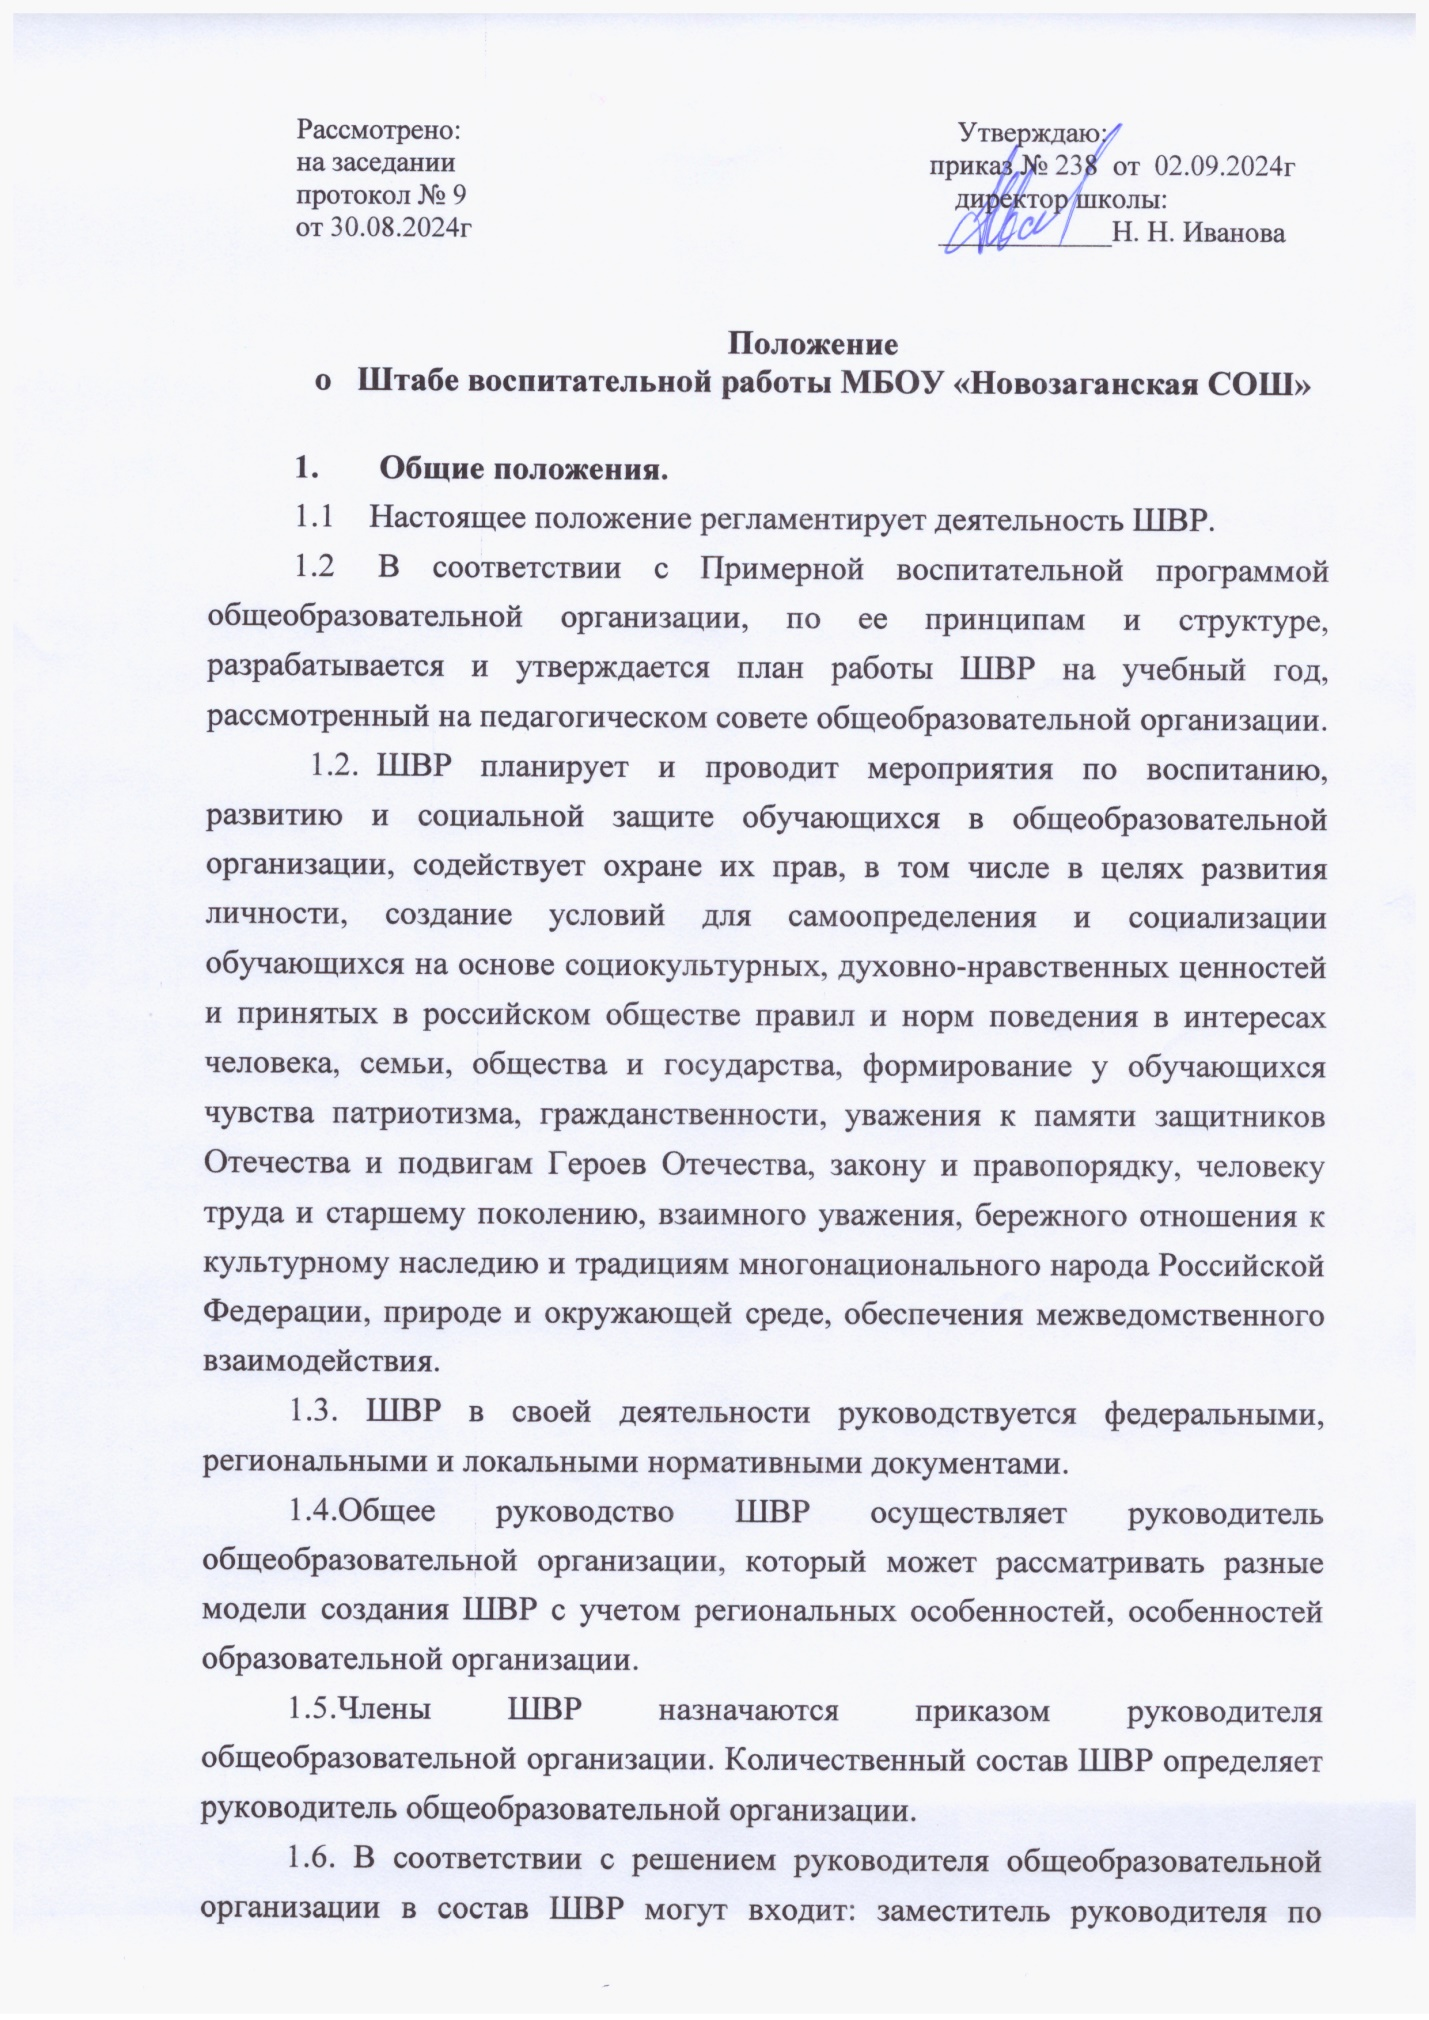 Рассмотрено:
на заседании
протокол № 9
от 30.08.2024г
Утверждаю:
приказ № 238 от 02.09.2024г
директор школы:
____________Н. Н. Иванова
Положение
о Штабе воспитательной работы МБОУ «Новозаганская СОШ»
1. Общие положения.
1.1 Настоящее положение регламентирует деятельность ШВР.
1.2 В соответствии с Примерной воспитательной программой
общеобразовательной организации, по ее принципам и структуре,
разрабатывается и утверждается план работы ШВР на учебный год,
рассмотренный на педагогическом совете общеобразовательной организации.
1.2. ШВР планирует и проводит мероприятия по воспитанию,
развитию и социальной защите обучающихся в общеобразовательной
организации, содействует охране их прав, в том числе в целях развития
личности, создание условий для самоопределения и социализации
обучающихся на основе социокультурных, духовно-нравственных ценностей
и принятых в российском обществе правил и норм поведения в интересах
человека, семьи, общества и государства, формирование у обучающихся
чувства патриотизма, гражданственности, уважения к памяти защитников
Отечества и подвигам Героев Отечества, закону и правопорядку, человеку
труда и старшему поколению, взаимного уважения, бережного отношения к
культурному наследию и традициям многонационального народа Российской
Федерации, природе и окружающей среде, обеспечения межведомственного
взаимодействия.
1.3. ШВР в своей деятельности руководствуется федеральными,
региональными и локальными нормативными документами.
1.4.Общее руководство ШВР осуществляет руководитель
общеобразовательной организации, который может рассматривать разные
модели создания ШВР с учетом региональных особенностей, особенностей
образовательной организации.
1.5.Члены ШВР назначаются приказом руководителя
общеобразовательной организации. Количественный состав ШВР определяет
руководитель общеобразовательной организации.
1.6. В соответствии с решением руководителя общеобразовательной
организации в состав ШВР могут входит: заместитель руководителя по